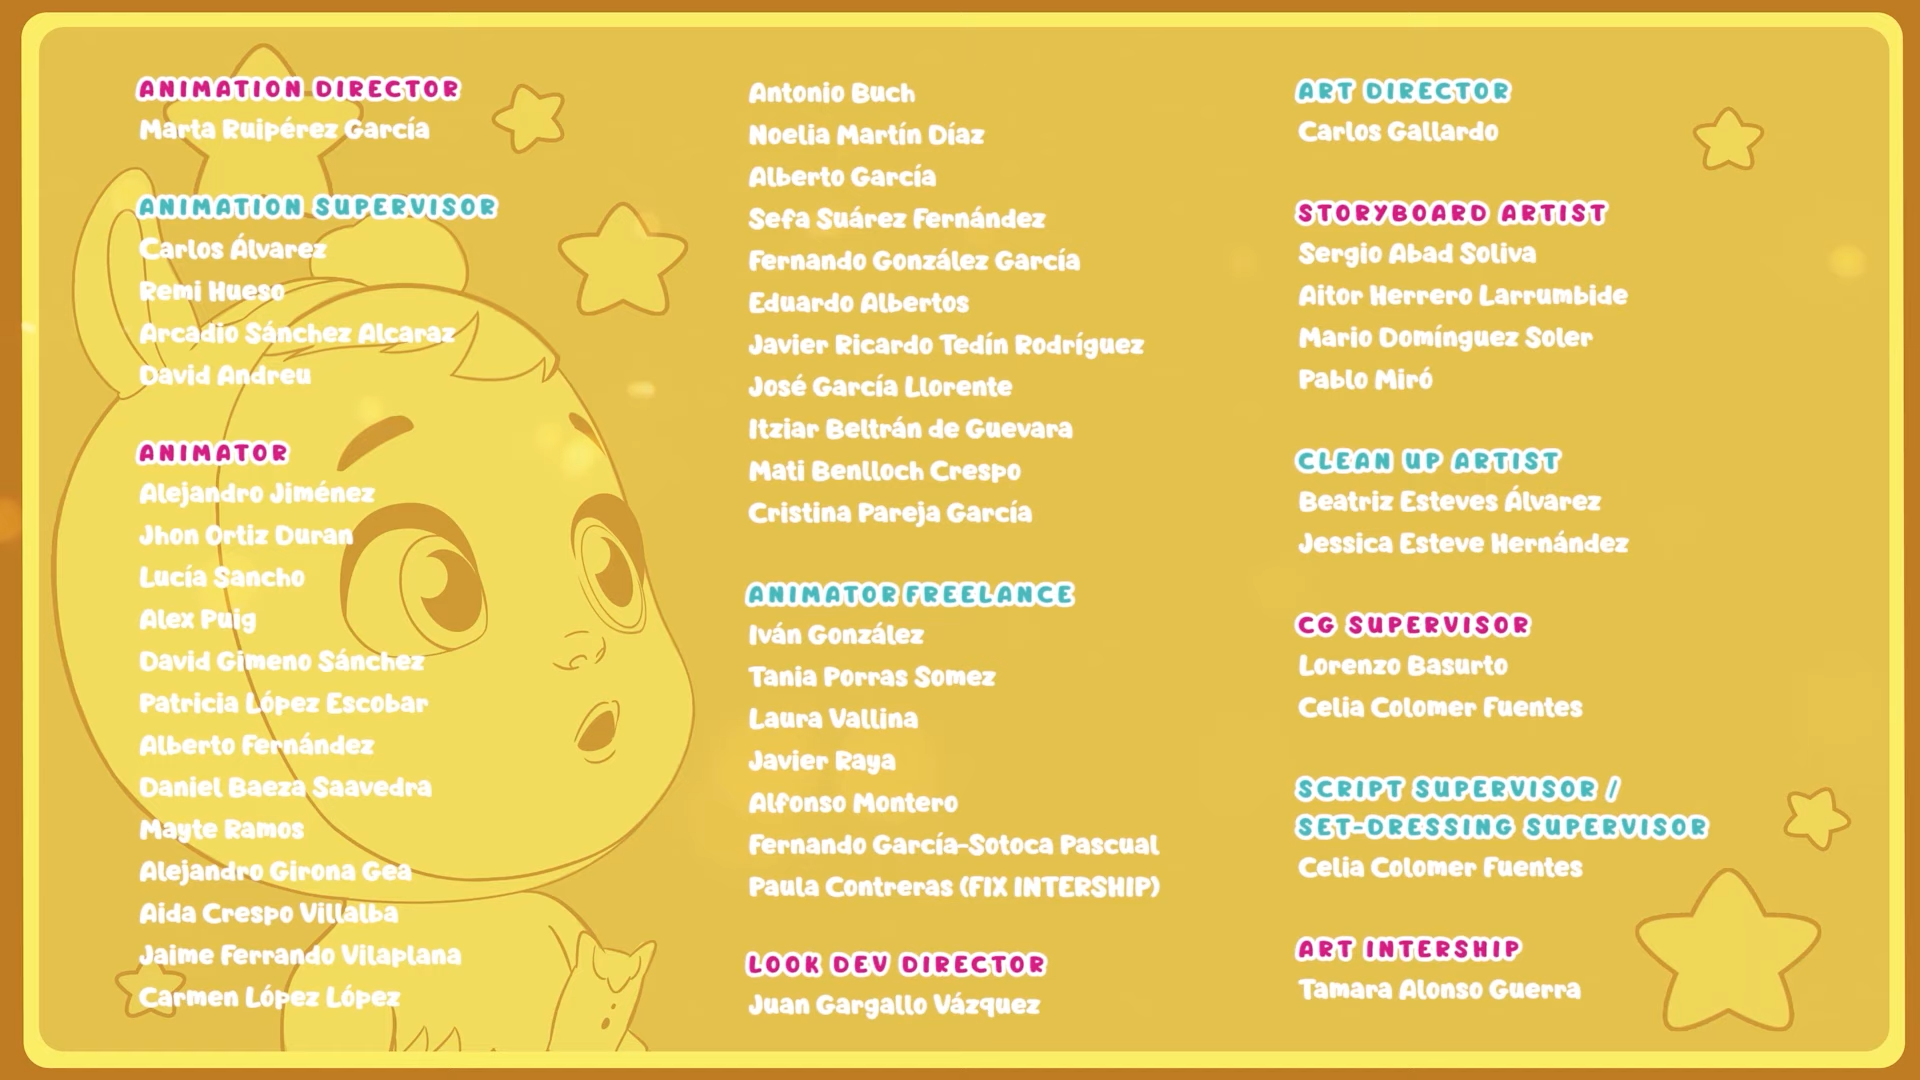 ANIMATION DIRECTOR
Marta Ruipérez García
ANIMATION SUPERVISOR
Carlos Álvarez
Remi Hueso
Arcadio Sánchez Alcaraz
David Andreu
ANIMATOR
Alejandro Jiménez
Jhon Ortiz Duran
Lucía Sancho
Alex Puig
David Gimeno Sánchez
Patricia López Escobar
Alberto Fernández
Daniel Baeza Saavedra
Mayte Ramos
Alejandro Girona Gea
Aida Crespo Villalba
Jaime Ferrando Vilaplana
Carmen López López
Antonio Buch
Noelia Martín Díaz
Alberto García
Sefa Suárez Fernández
Fernando González García
Eduardo Albertos
Javier Ricardo Tedín Rodríguez
José García Llorente
Itziar Beltrán de Guevara
Mati Benlloch Crespo
Cristina Pareja García
ANIMATOR FREELANCE
Iván González
Tania Porras Somez
Laura Vallina
Javier Raya
Alfonso Montero
Fernando García-Sotoca Pascual
Paula Contreras (FIX INTERSHIP)
LOOK DEV DIRECTOR
Juan Gargallo Vázquez
ART DIRECTOR
Carlos Gallardo
STORYBOARD ARTIST
Sergio Abad Soliva
Aitor Herrero Larrumbide
Mario Domínguez Soler
Pablo Miró
CLEAN UP ARTIST
Beatriz Esteves Álvarez
Jessica Esteve Hernández
CG SUPERVISOR
Lorenzo Basurto
Celia Colomer Fuentes
SCRIPT SUPERVISOR /
SET-DRESSING SUPERVISOR
Celia Colomer Fuentes
ART INTERSHIP
Tamara Alonso Guerra